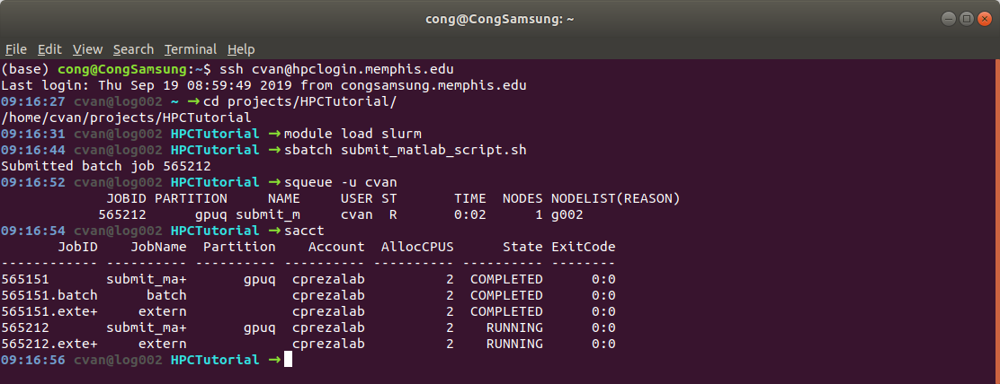 cong@CongSamsung: ~
File Edit View Search Terminal Help
(base) cong@CongSamsung:~$ ssh cvan@hpclogin.memphis.edu
Last login: Thu Sep 19 08:59:49 2019 from congsamsung.memphis.edu
09:16:27 cvan@log002 ~ →cd projects/HPCTutorial/
/home/cvan/projects/HPCTutorial
09:16:31 cvan@log002 HPCTutorial →module load slurm
09:16:44 cvan@log002 HPCTutorial →sbatch submit_matlab_script.sh
Submitted batch job 565212
09:16:52 cvan@log002 HPCTutorial →squeue -u cvan
             JOBID PARTITION     NAME     USER ST       TIME  NODES NODELIST(REASON)
            565212      gpuq submit_m     cvan  R       0:02      1 g002
09:16:54 cvan@log002 HPCTutorial →sacct
       JobID    JobName  Partition    Account  AllocCPUS      State ExitCode
------------ ---------- ---------- ---------- ---------- ---------- --------
565151       submit_ma+       gpuq  cprezalab          2  COMPLETED      0:0
565151.batch      batch             cprezalab          2  COMPLETED      0:0
565151.exte+     extern             cprezalab          2  COMPLETED      0:0
565212       submit_ma+       gpuq  cprezalab          2    RUNNING      0:0
565212.exte+     extern             cprezalab          2    RUNNING      0:0
09:16:56 cvan@log002 HPCTutorial →